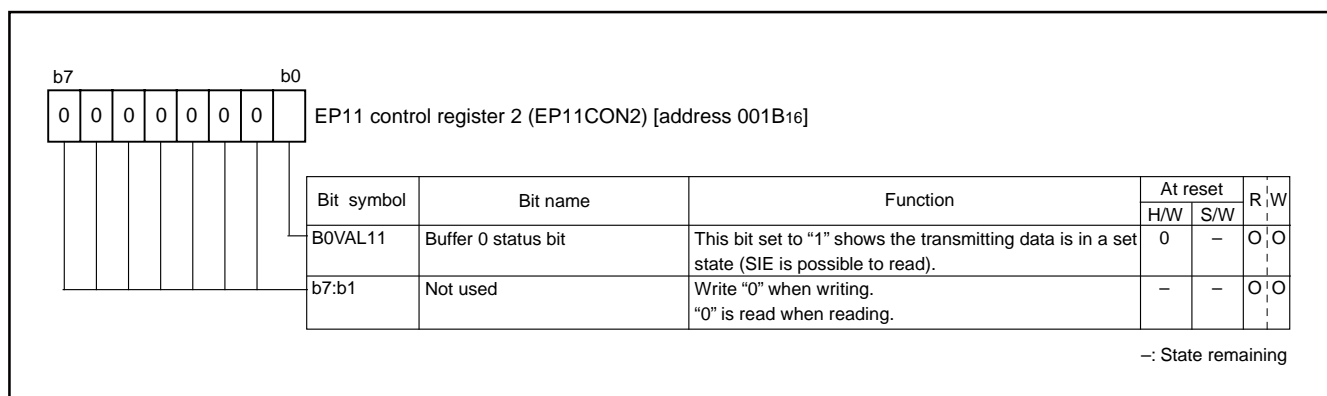 b7 b0
0 0 0 0 0 0 0 EP11 control register 2 (EP11CON2) [address 001B16]
Bit symbol Bit name Function At reset R W
H/W S/W
B0VAL11 Buffer 0 status bit This bit set to “1” shows the transmitting data is in a set 0 – O O
state (SIE is possible to read).
b7:b1 Not used Write “0” when writing. – – O O
“0” is read when reading.
–: State remaining